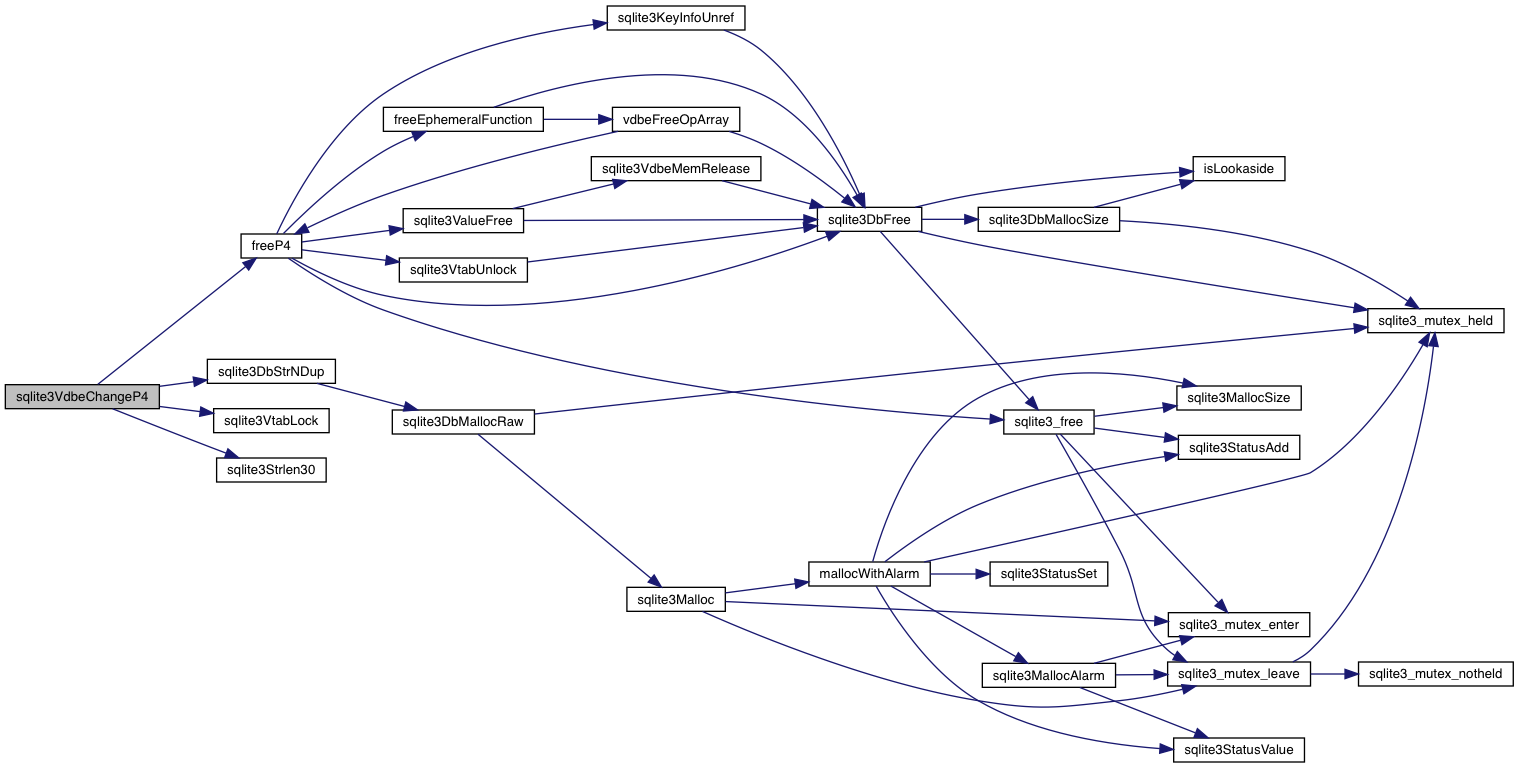 sqlite3KeyInfoUnref
freeEphemeralFunction
vdbeFreeOpArray
sqlite3VdbeMemRelease
isLookaside
sqlite3ValueFree
sqlite3DbFree
sqlite3DbMallocSize
freeP4
sqlite3VtabUnlock
sqlite3_mutex_held
sqlite3DbStrNDup
sqlite3VdbeChangeP4
sqlite3MallocSize
sqlite3VtabLock
sqlite3DbMallocRaw
sqlite3_free
sqlite3StatusAdd
sqlite3Strlen30
mallocWithAlarm
sqlite3StatusSet
sqlite3Malloc
sqlite3_mutex_enter
sqlite3MallocAlarm
sqlite3_mutex_leave
sqlite3_mutex_notheld
sqlite3StatusValue